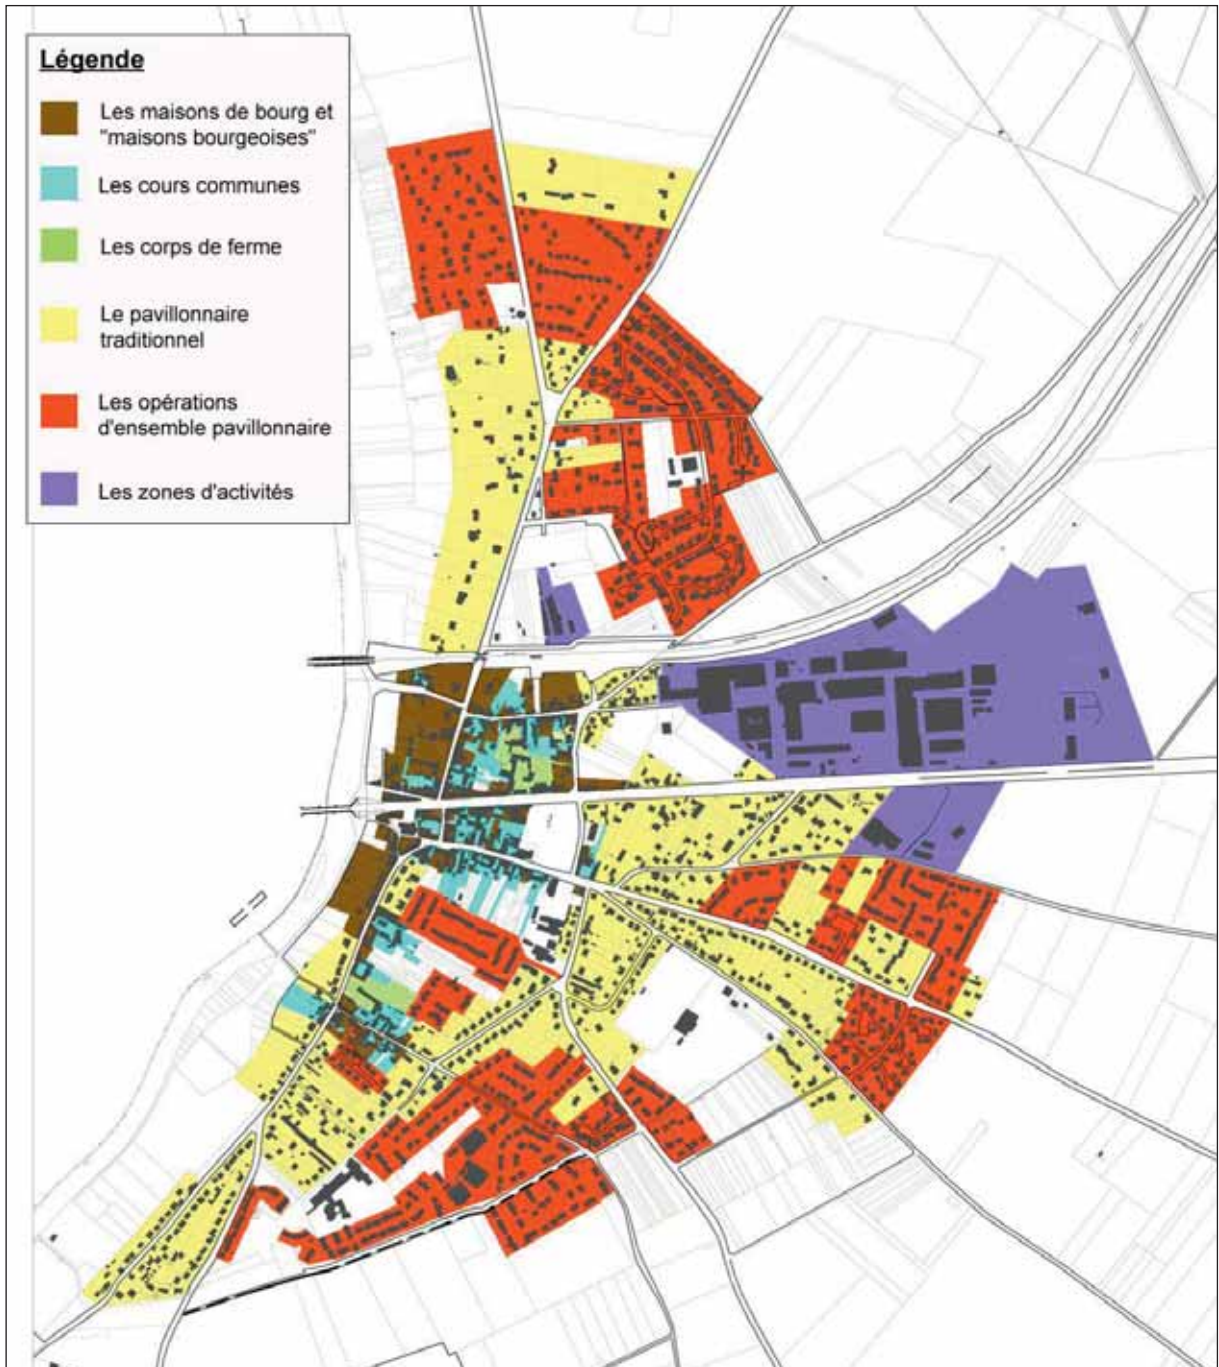 Légende
Les maisons de bourg et
"maisons bourgeoises"
Les cours communes
Les corps de ferme
Le pavillonnaire
traditionnel
Les opérations
d'ensemble pavillonnaire
Les zones d'activités